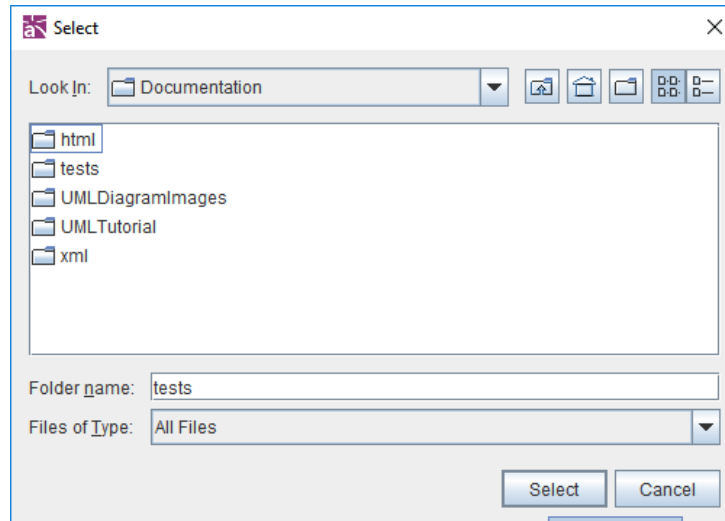 Select
Look In: Documentation
html
tests
UMLDiagramImages
UMLTutorial
xml
Folder name: tests
Files of Type: All Files
Select Cancel